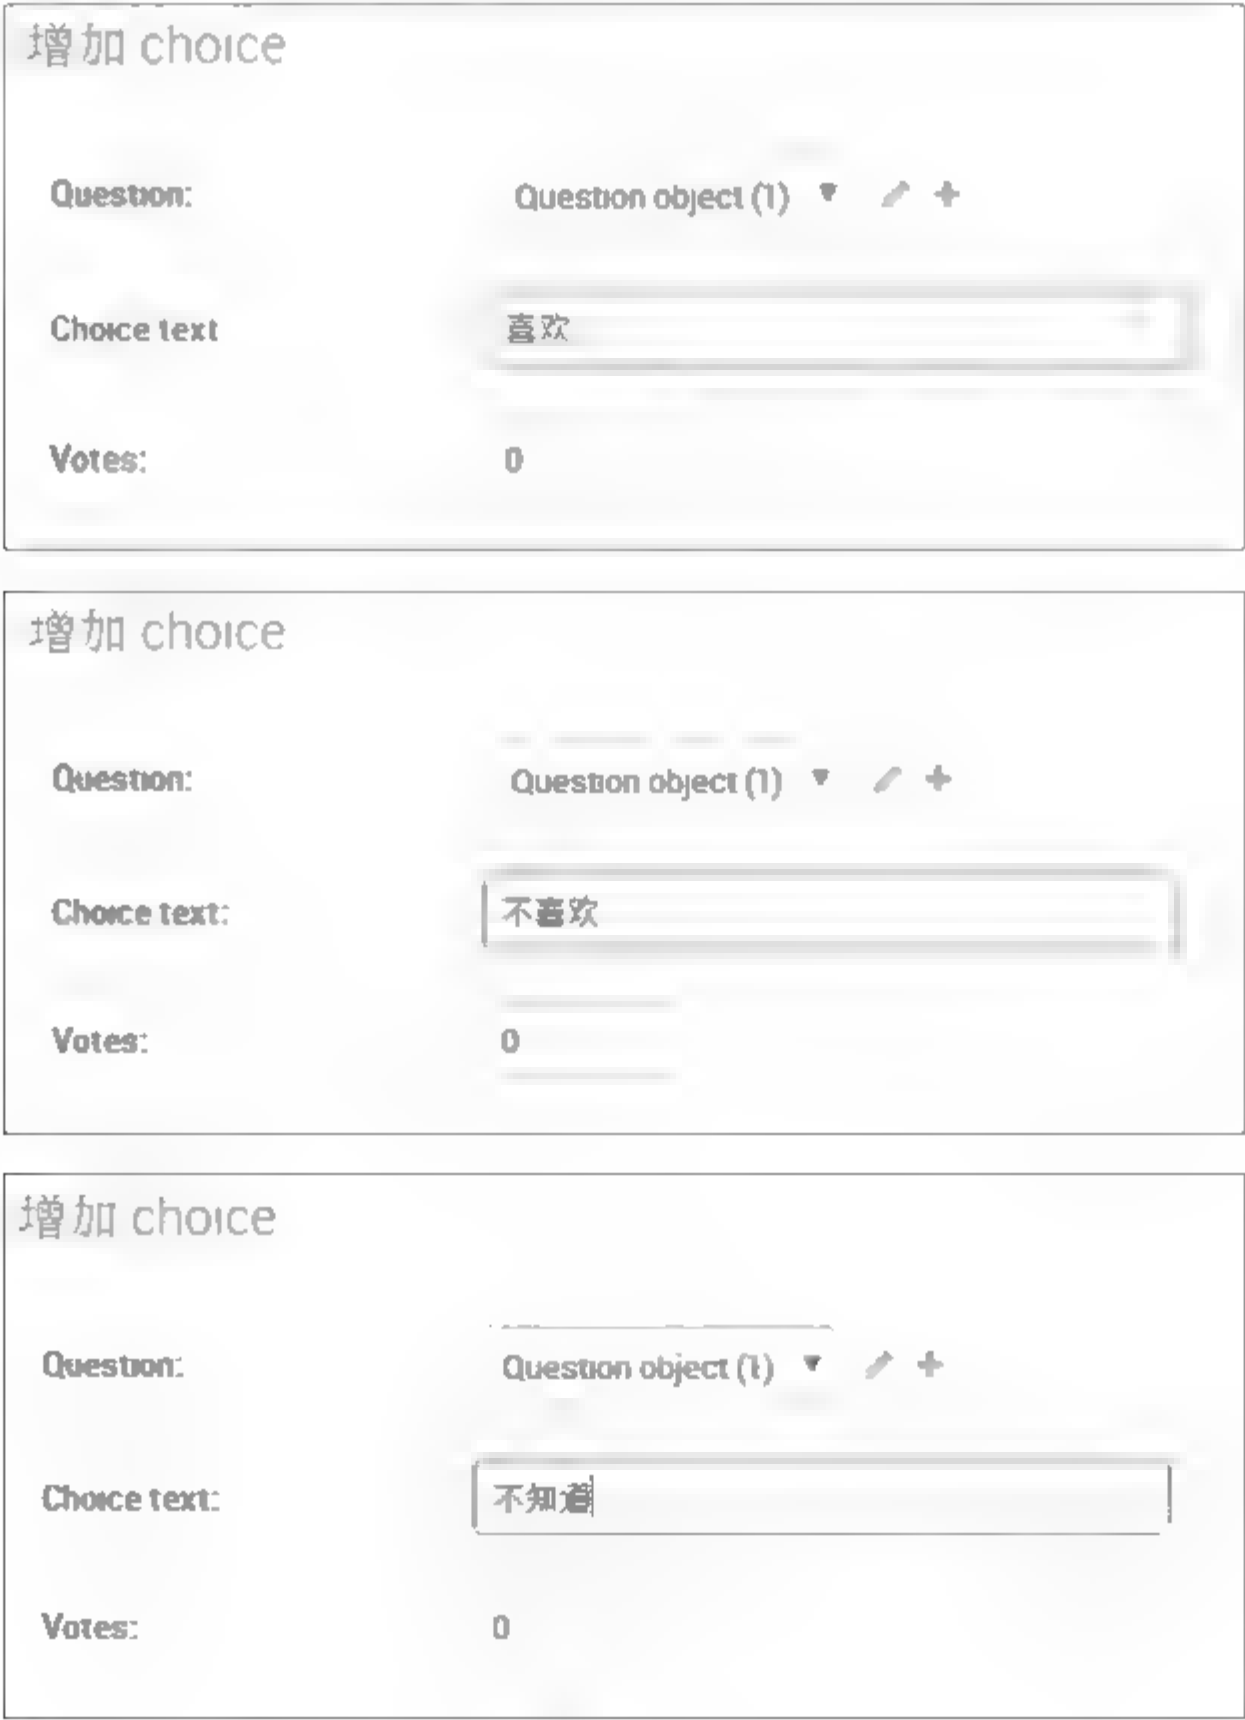 增加 choice
Question: Question object (1)
Choice text 喜欢
Votes: 0
增加 choice
Question: Question object (1)
Choice text: 不喜欢
Votes: 0
增加 choice
Question: Question object (1)
Choice text: 不知道
Votes: 0